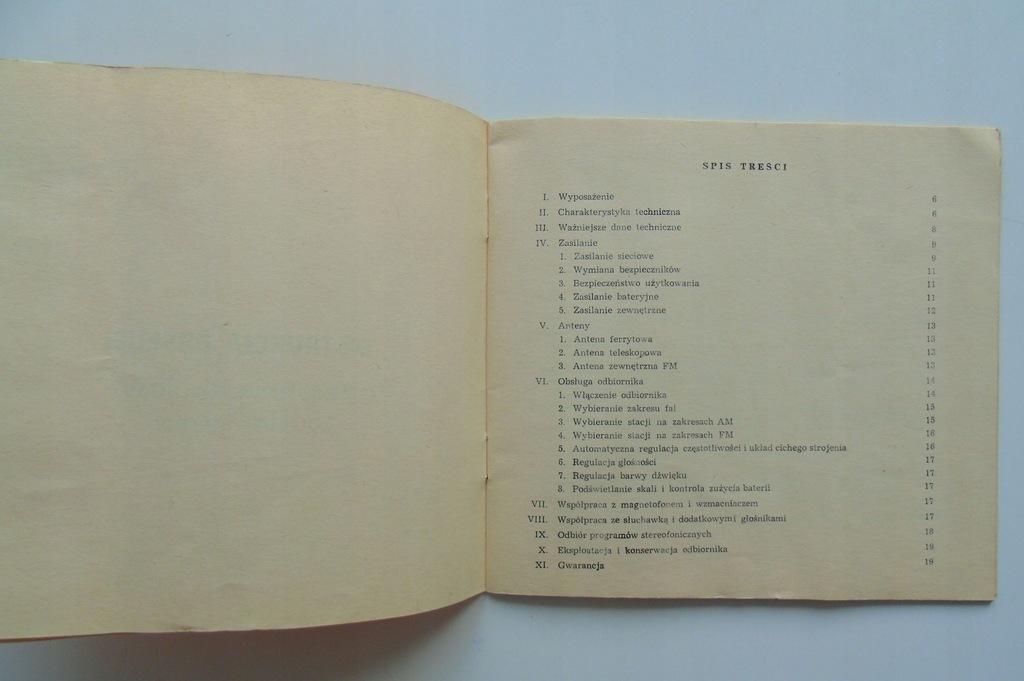 SPIS TREŚCI
I. Wyposażenie 6
II. Charakterystyka techniczna 6
III. Ważniejsze dane techniczne 8
IV. Zasilanie 9
1. Zasilanie sieciowe 9
2. Wymiana bezpieczników 11
3. Bezpieczeństwo użytkowania 11
4. Zasilanie bateryjne 11
5. Zasilanie zewnętrzne 12
V. Anteny 13
1. Antena ferrytowa 13
2. Antena teleskopowa 13
3. Antena zewnętrzna FM 13
VI. Obsługa odbiornika 14
1. Włączenie odbiornika 14
2. Wybieranie zakresu fal 15
3. Wybieranie stacji na zakresach AM 15
4. Wybieranie stacji na zakresach FM 16
5. Automatyczna regulacja częstotliwości i układ cichego strojenia 16
6. Regulacja głośności 17
7. Regulacja barwy dźwięku 17
8. Podświetlanie skali i kontrola zużycia baterii 17
VII. Współpraca z magnetofonem i wzmacniaczem 17
VIII. Współpraca ze słuchawką i dodatkowymi głośnikami 17
IX. Odbiór programów stereofonicznych 18
X. Eksploatacja i konserwacja odbiornika 19
XI. Gwarancja 19